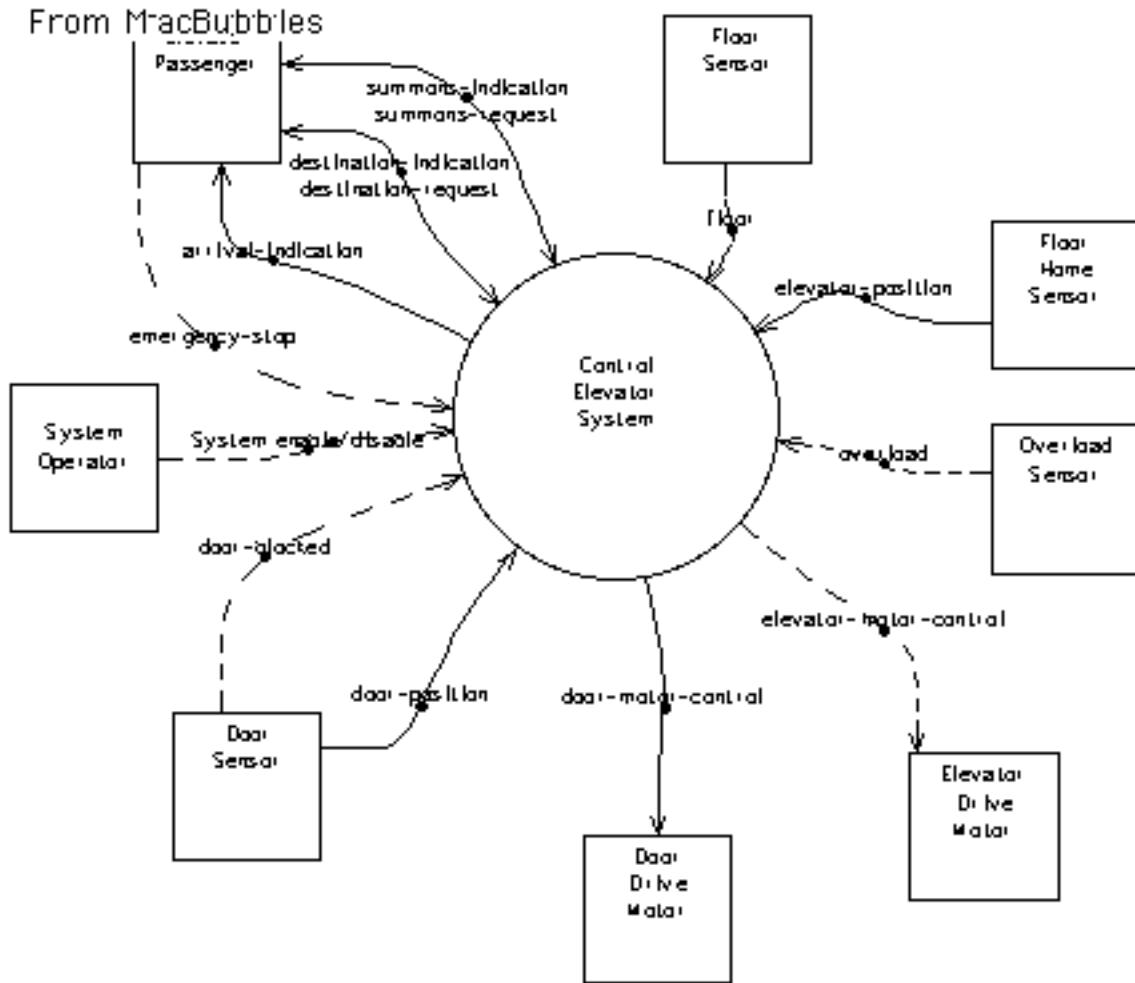 From MacBubbles
Passenger
Floor
Sensor
summons-indication
summons-request
destination-indication
destination-request
floor
arrival-indication
Floor
Home
Sensor
elevator-position
emergency-stop
Control
Elevator
System
System
Operator
System enable/disable
Overload
Sensor
overload
door-blocked
elevator-motor-control
door-position
door-motor-control
Door
Sensor
Elevator
Drive
Motor
Door
Drive
Motor